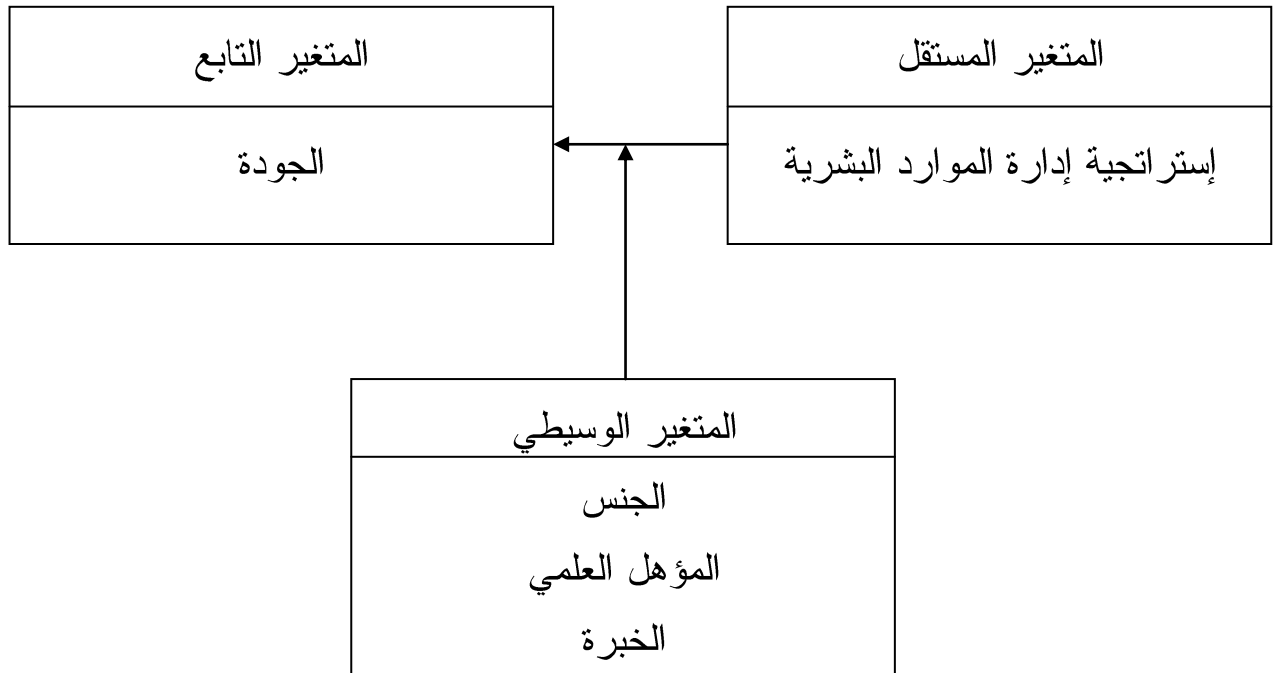 المتغير المستقل
إستراتجية إدارة الموارد البشرية
المتغير التابع
الجودة
المتغير الوسيطي
الجنس
المؤهل العلمي
الخبرة